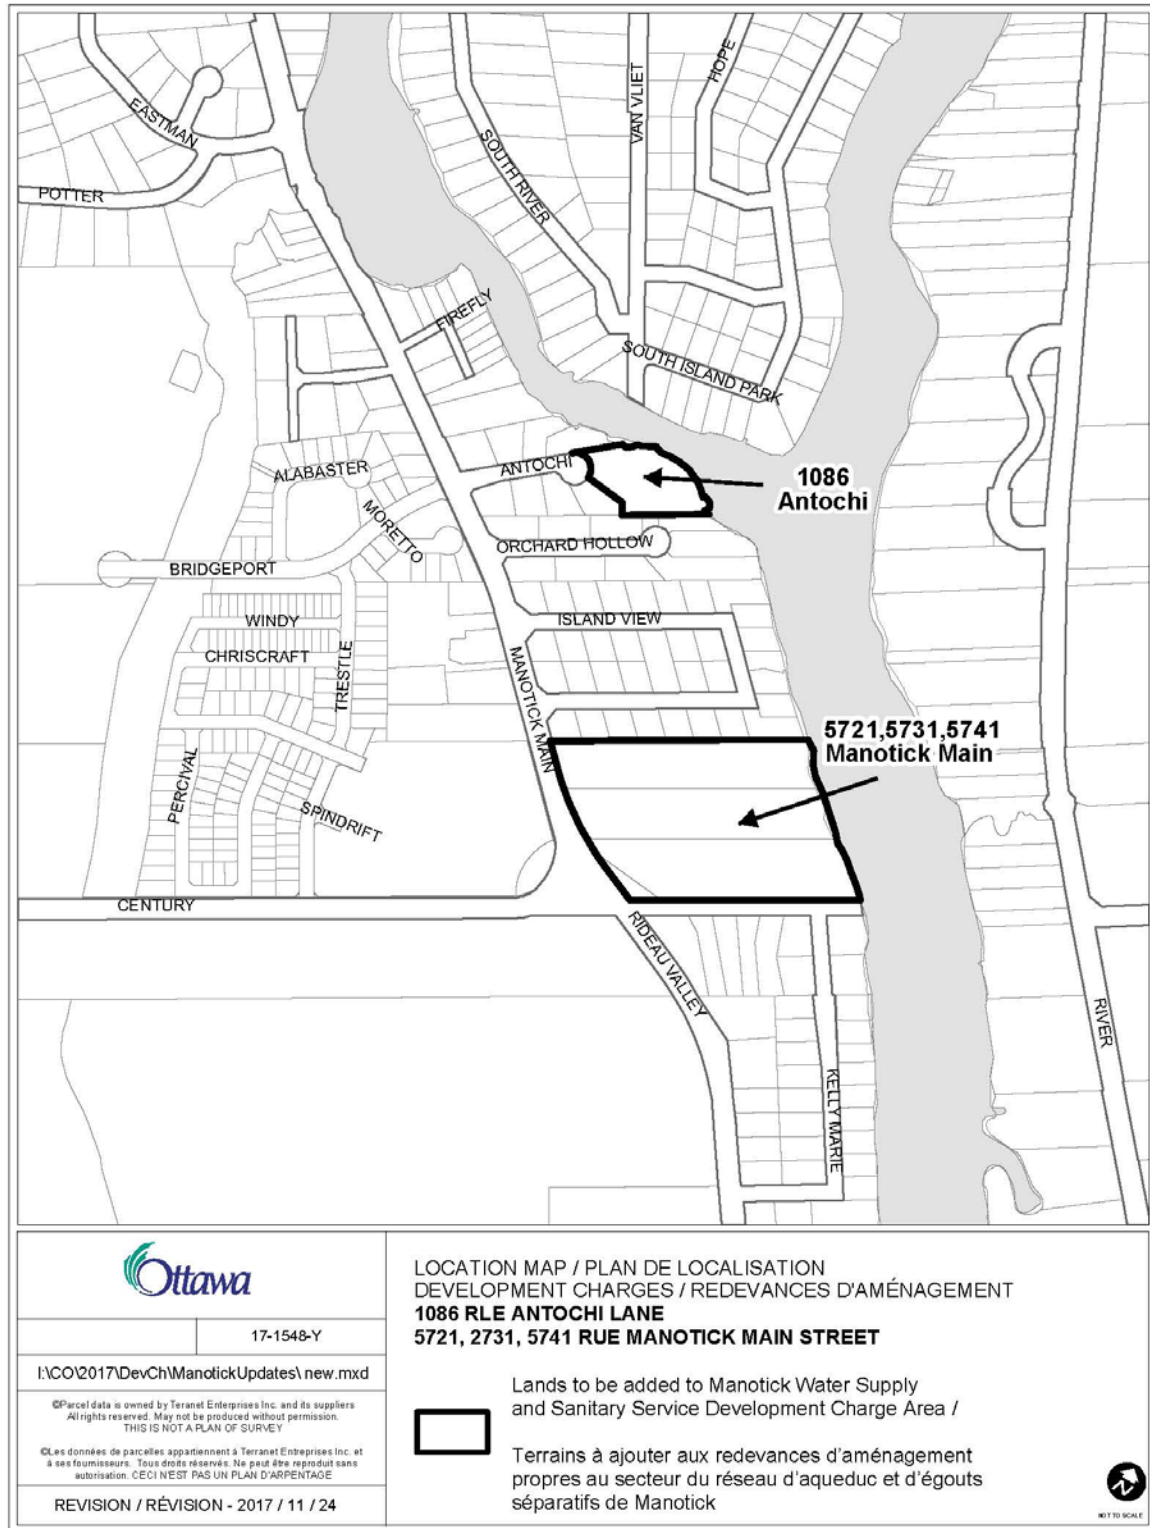 EASTMAN
POTTER
SOUTH RIVER
VAN VLIET
HOPE
FIREFLY
SOUTH ISLAND PARK
ALABASTER
ANTOCHI
1086
Antochi
MORETTO
ORCHARD HOLLOW
BRIDGEPORT
WINDY
ISLAND VIEW
CHRISCRAFT
TRESTLE
MANOTICK MAIN
5721,5731,5741
Manotick Main
PERCIVAL
SPINDRIFT
CENTURY
RIDEAU VALLEY
KELLY MARIE
RIVER
Ottawa
17-1548-Y
I:\CO\2017\DevCh\ManotickUpdates\ new.mxd
©Parcel data is owned by Teranet Enterprises Inc. and its suppliers
All rights reserved. May not be produced without permission.
THIS IS NOT A PLAN OF SURVEY
©Les données de parcelles appartiennent à Terranet Entreprises Inc. et
à ses fournisseurs. Tous droits réservés. Ne peut être reproduit sans
autorisation. CECI N'EST PAS UN PLAN D'ARPENTAGE
REVISION / RÉVISION - 2017 / 11 / 24
LOCATION MAP / PLAN DE LOCALISATION
DEVELOPMENT CHARGES / REDEVANCES D'AMÉNAGEMENT
1086 RLE ANTOCHI LANE
5721, 2731, 5741 RUE MANOTICK MAIN STREET
Lands to be added to Manotick Water Supply
and Sanitary Service Development Charge Area /
Terrains à ajouter aux redevances d'aménagement
propres au secteur du réseau d'aqueduc et d'égouts
séparatifs de Manotick
N
NOT TO SCALE